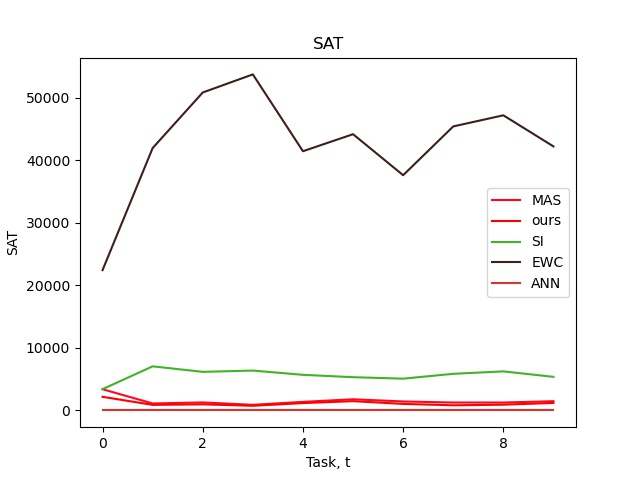 SAT
SAT
50000
40000
30000
20000
10000
0
MAS
ours
SI
EWC
ANN
0 2 4 6 8
Task, t